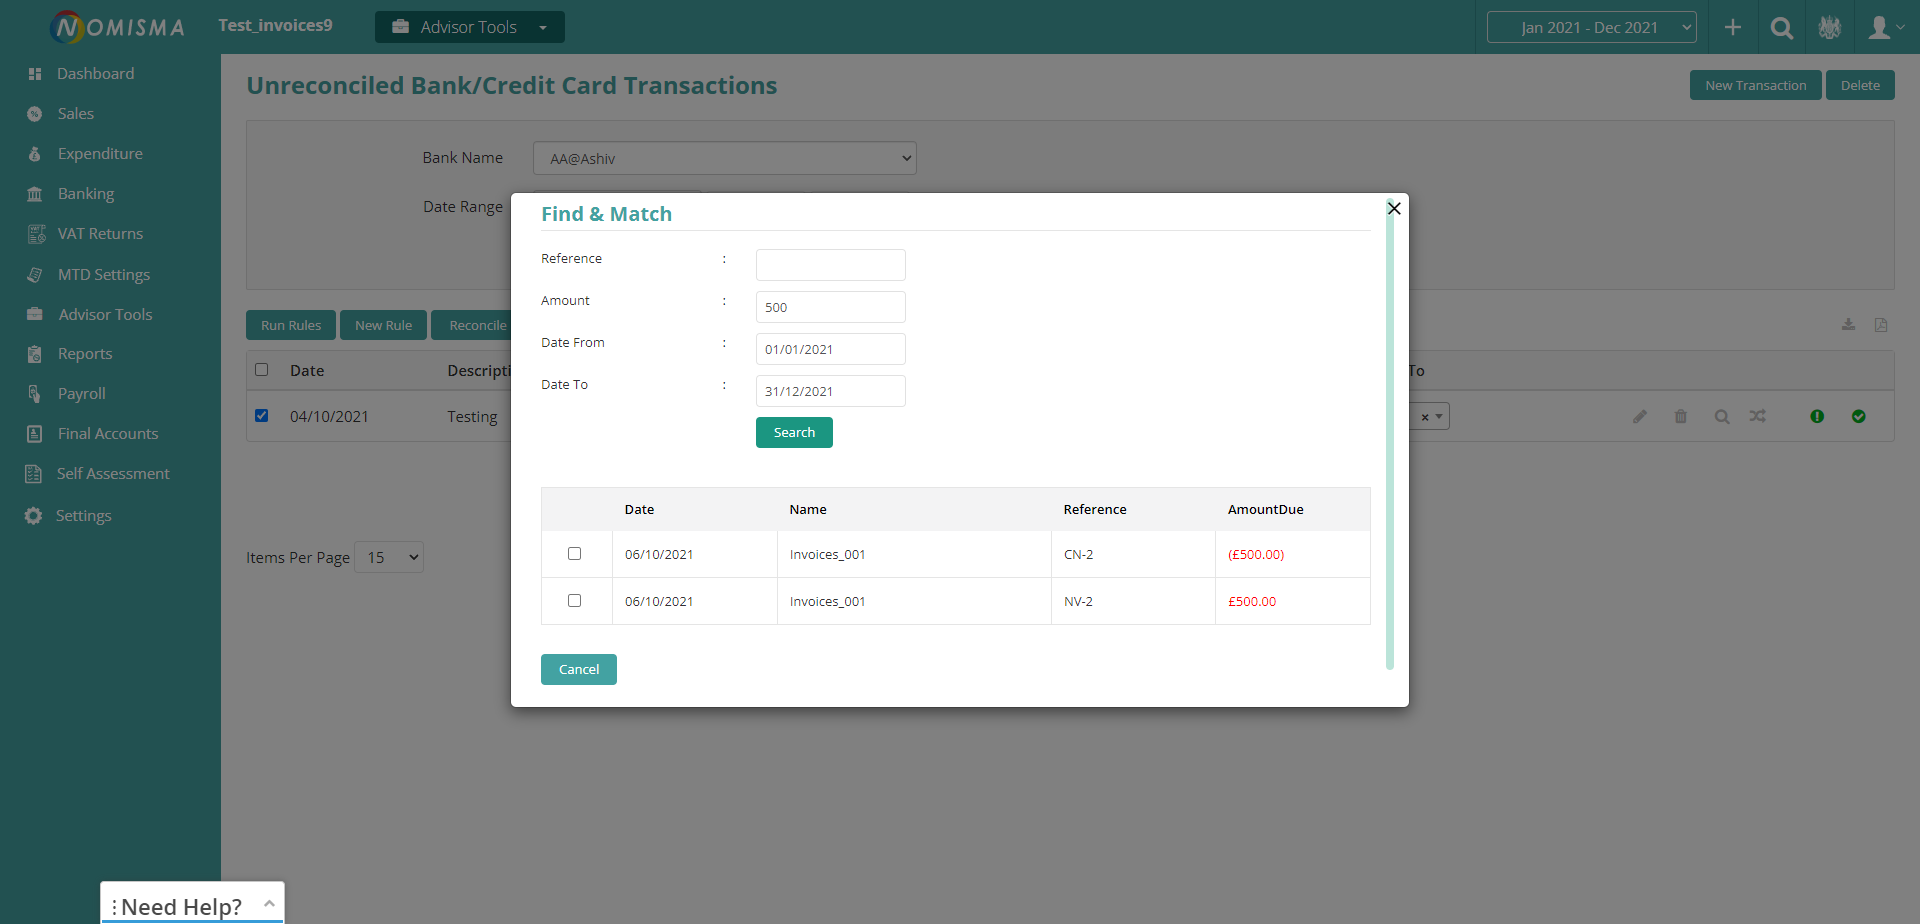 NOMISMA
Test_invoices9
Advisor Tools
Jan 2021 - Dec 2021
Dashboard
Sales
Expenditure
Banking
VAT Returns
MTD Settings
Advisor Tools
Reports
Payroll
Final Accounts
Self Assessment
Settings
Unreconciled Bank/Credit Card Transactions
New Transaction
Delete
Bank Name
AA@Ashiv
Date Range
Run Rules
New Rule
Reconcile
Date
Descripti
To
04/10/2021
Testing
Items Per Page
15
Find & Match
Reference :
Amount : 500
Date From : 01/01/2021
Date To : 31/12/2021
Search
Date Name Reference AmountDue
06/10/2021 Invoices_001 CN-2 (£500.00)
06/10/2021 Invoices_001 NV-2 £500.00
Cancel
Need Help?